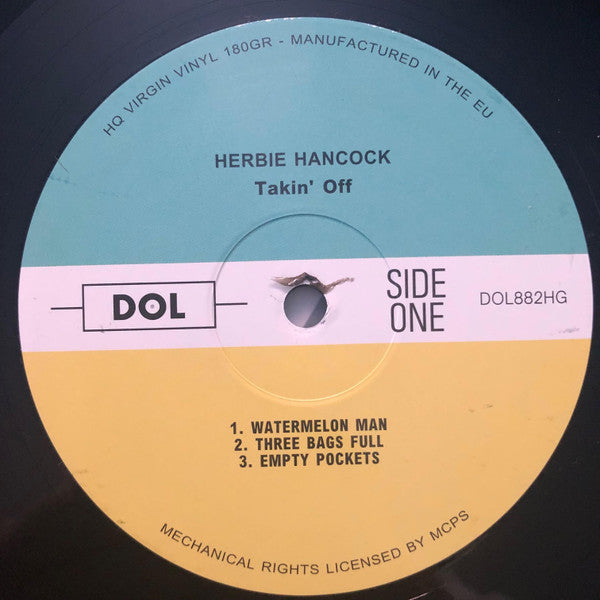 HQ VIRGIN VINYL 180GR - MANUFACTURED IN THE EU
HERBIE HANCOCK
Takin' Off
DOL
SIDE
ONE
DOL882HG
1. WATERMELON MAN
2. THREE BAGS FULL
3. EMPTY POCKETS
MECHANICAL RIGHTS LICENSED BY MCPS